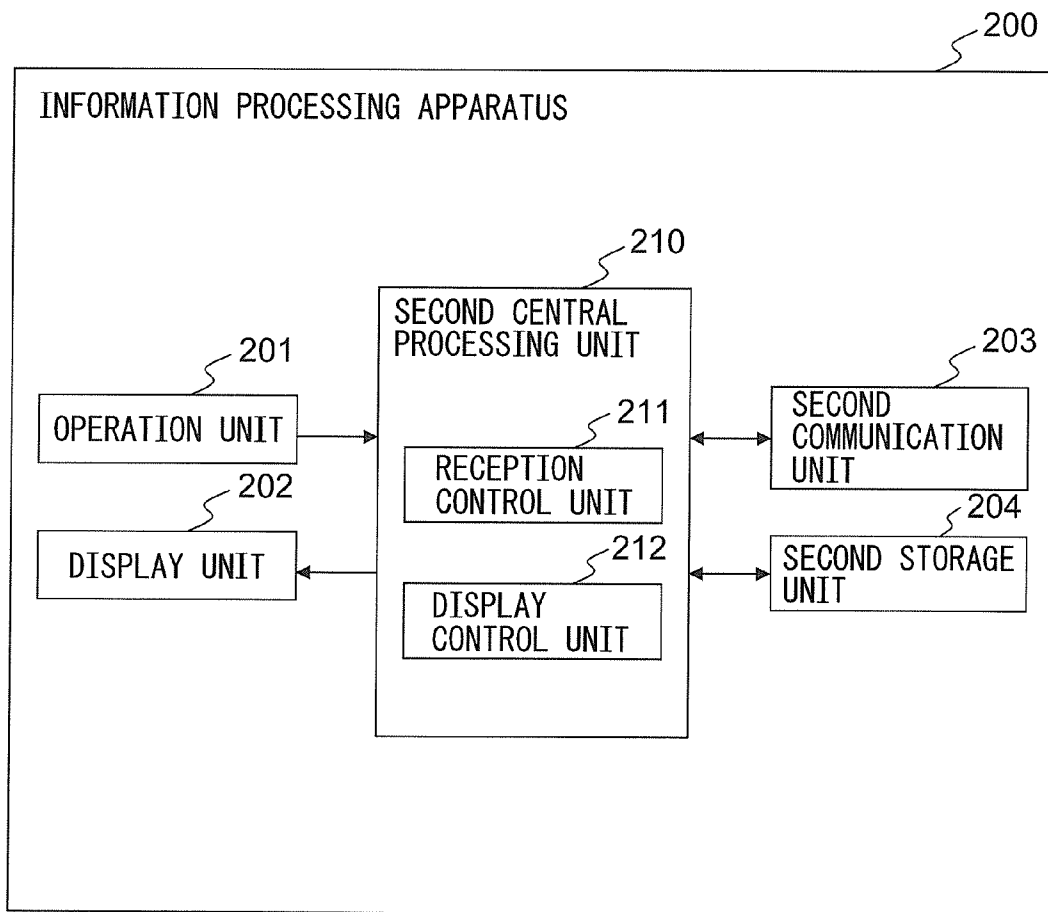 200
INFORMATION PROCESSING APPARATUS
210
SECOND CENTRAL
PROCESSING UNIT
201
OPERATION UNIT
202
DISPLAY UNIT
211
RECEPTION
CONTROL UNIT
212
DISPLAY
CONTROL UNIT
203
SECOND
COMMUNICATION
UNIT
204
SECOND STORAGE
UNIT